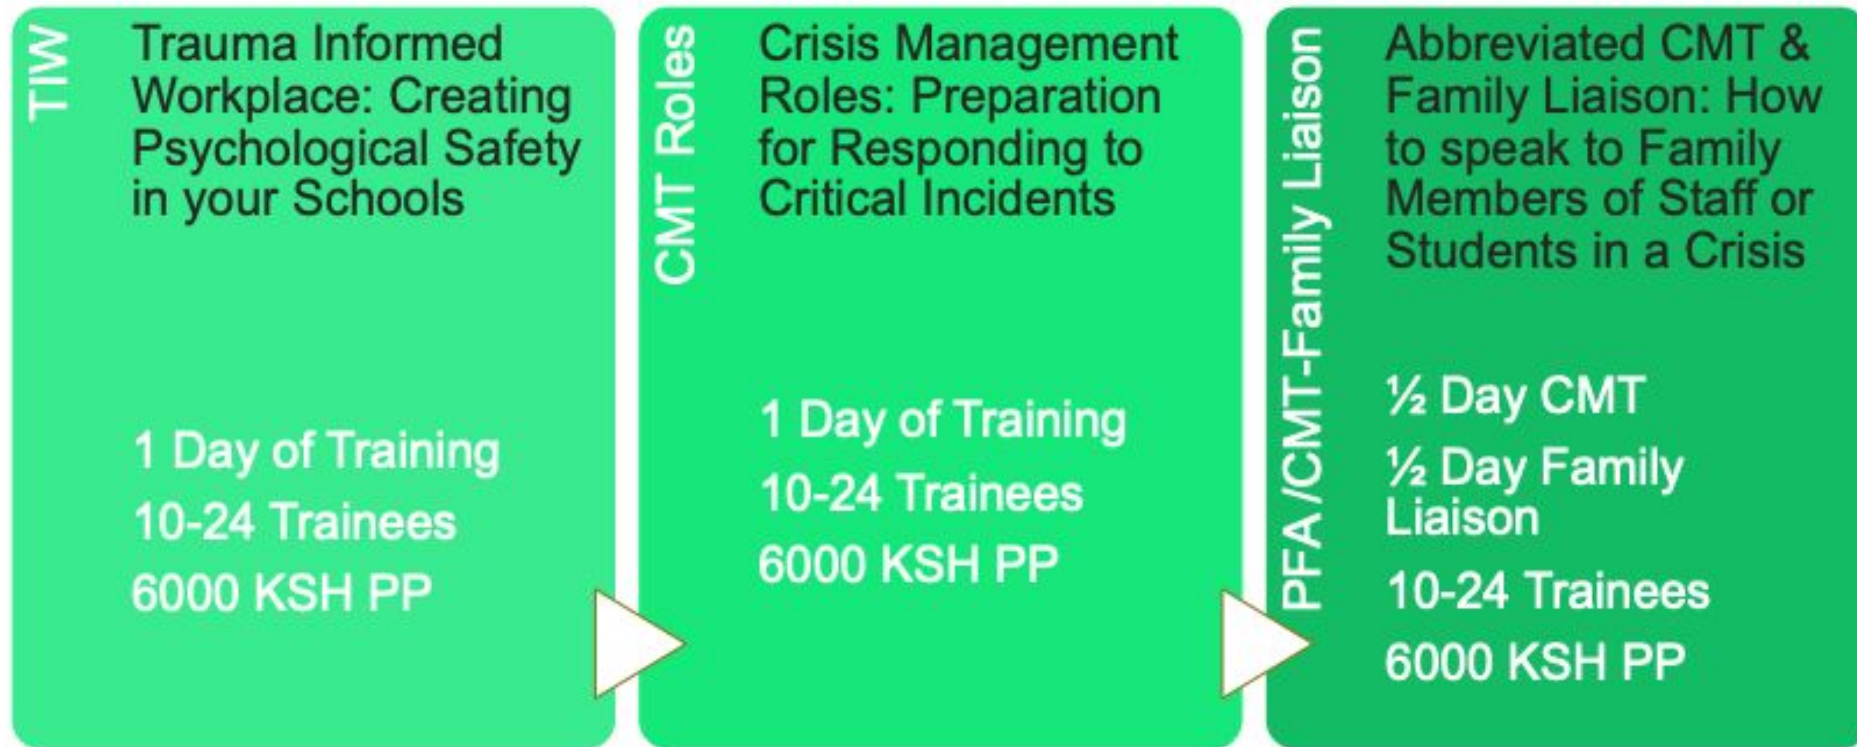 TIW
Trauma Informed
Workplace: Creating
Psychological Safety
in your Schools
1 Day of Training
10-24 Trainees
6000 KSH PP
CMT Roles
Crisis Management
Roles: Preparation
for Responding to
Critical Incidents
1 Day of Training
10-24 Trainees
6000 KSH PP
PFA /CMT-Family Liaison
Abbreviated CMT &
Family Liaison: How
to speak to Family
Members of Staff or
Students in a Crisis
½ Day CMT
½ Day Family
Liaison
10-24 Trainees
6000 KSH PP